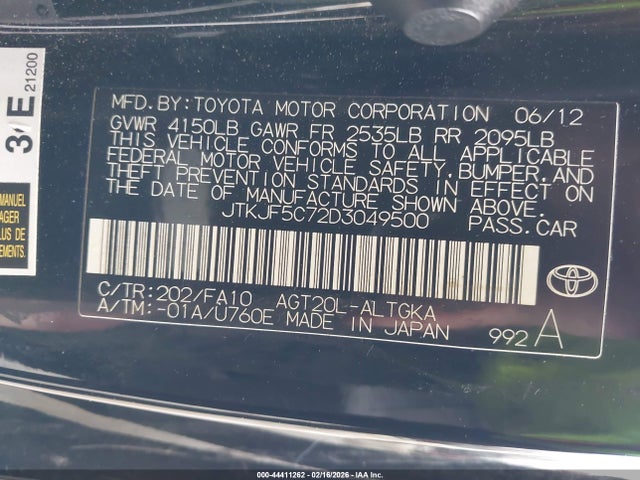 MFD.BY:TOYOTA MOTOR CORPORATION 06/12
GVWR 4150LB GAWR FR 2535LB RR 2095LB
THIS VEHICLE CONFORMS TO ALL APPLICABLE
FEDERAL MOTOR VEHICLE SAFETY,BUMPER,AND
THEFT PREVENTION STANDARDS IN EFFECT ON
THE DATE OF MANUFACTURE SHOWN ABOVE.
JTKJF5C72D3049500 PASS.CAR
C/TR:202/FA10 AGT20L-ALTGKA
A/TM:-01A/U760E MADE IN JAPAN
992 A
TOYOTA
E
21200
MANUEL
AGER
LUS DE
EMENTS.
000-44411262 - 02/16/2026 - IAA Inc.